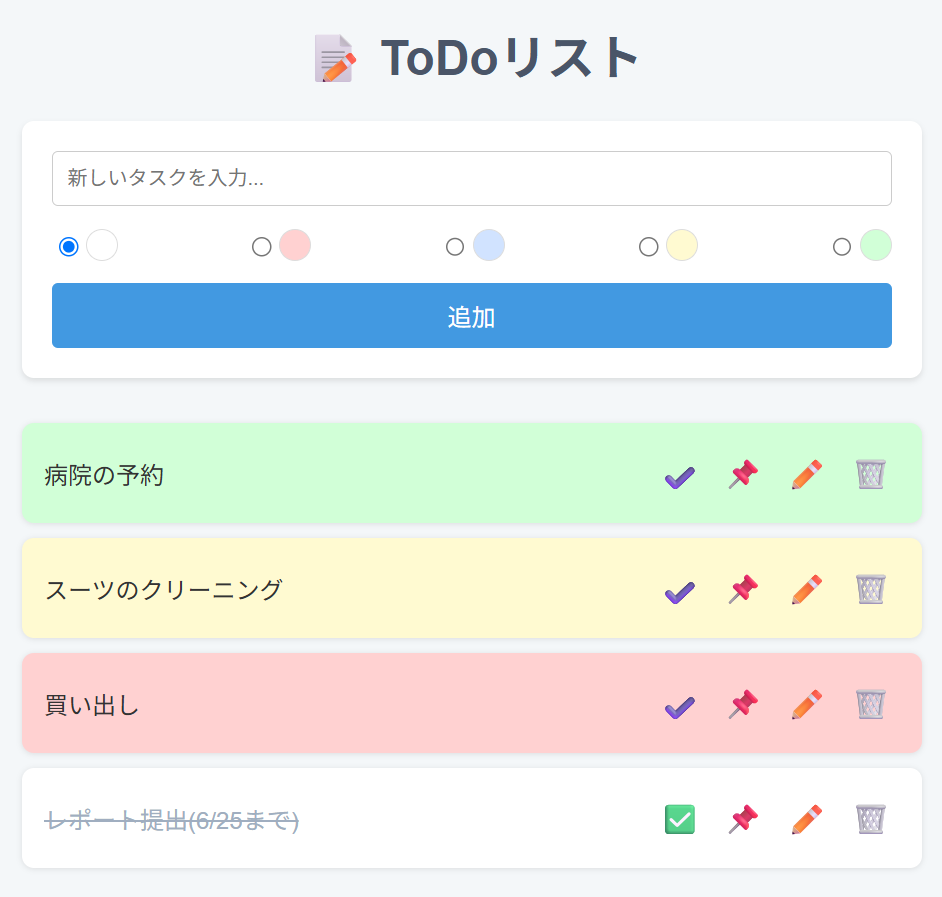 ToDoリスト
新しいタスクを入力...
追加
病院の予約
スーツのクリーニング
買い出し
レポート提出(6/25まで)